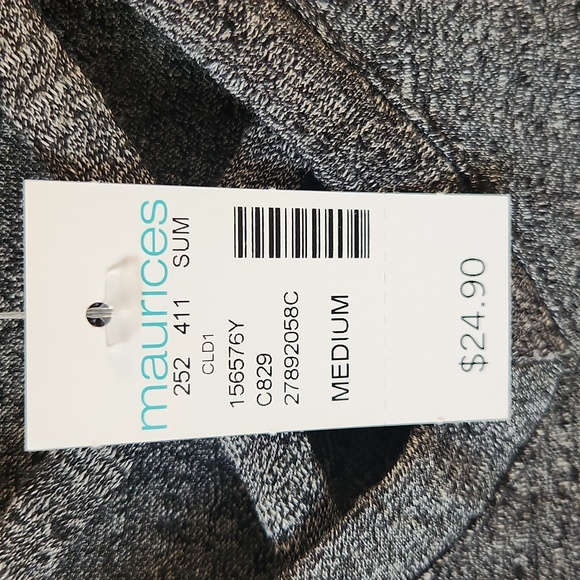 maurices
252 411 SUM
CLD1
156576Y
C829
27892058C
MEDIUM
$24.90